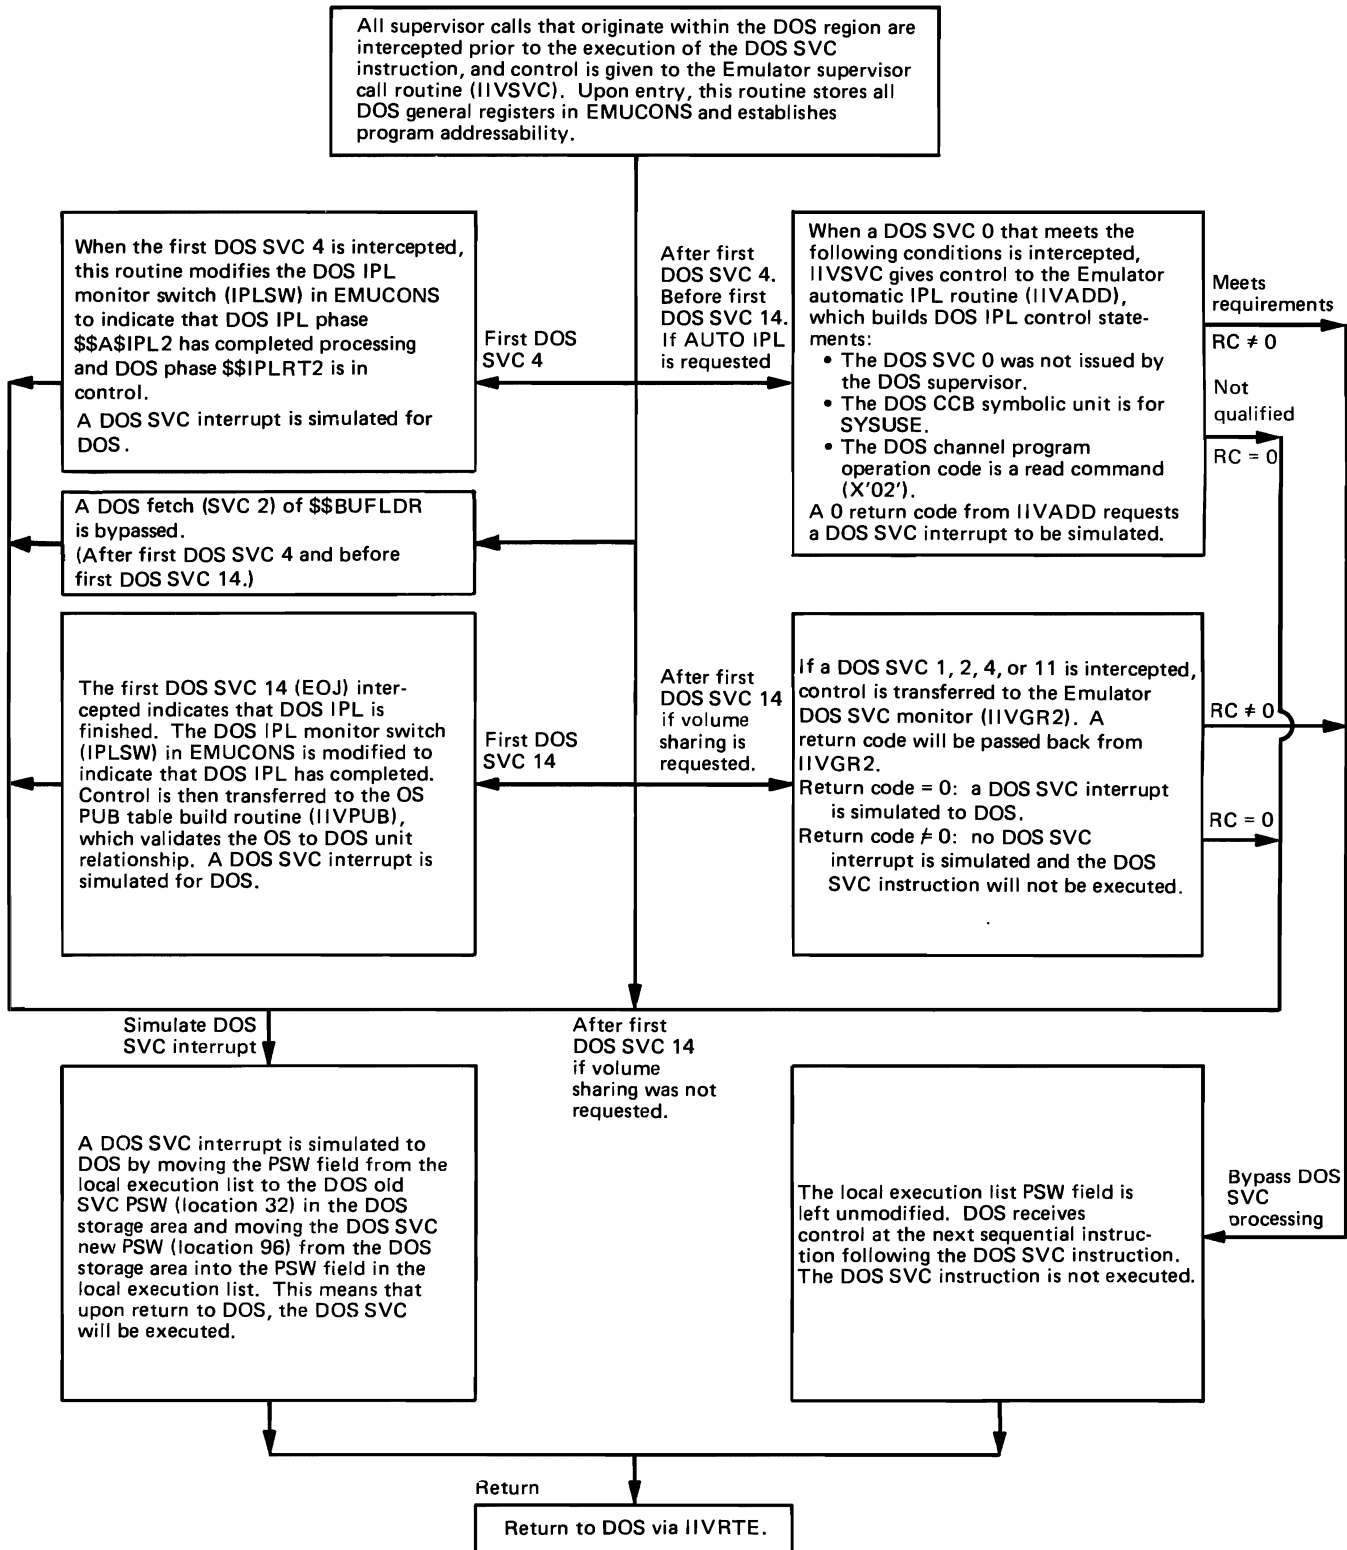 All supervisor calls that originate within the DOS region are
intercepted prior to the execution of the DOS SVC
instruction, and control is given to the Emulator supervisor
call routine (IIVSVC). Upon entry, this routine stores all
DOS general registers in EMUCONS and establishes
program addressability.
When the first DOS SVC 4 is intercepted,
this routine modifies the DOS IPL
monitor switch (IPLSW) in EMUCONS
to indicate that DOS IPL phase
$$A$IPL2 has completed processing
and DOS phase $$IPLRT2 is in
control.
A DOS SVC interrupt is simulated for
DOS.
First DOS
SVC 4
After first
DOS SVC 4.
Before first
DOS SVC 14.
If AUTO IPL
is requested
When a DOS SVC 0 that meets the
following conditions is intercepted,
IIVSVC gives control to the Emulator
automatic IPL routine (IIVADD),
which builds DOS IPL control state-
ments:
• The DOS SVC 0 was not issued by
the DOS supervisor.
• The DOS CCB symbolic unit is for
SYSUSE.
• The DOS channel program
operation code is a read command
(X'02').
A 0 return code from IIVADD requests
a DOS SVC interrupt to be simulated.
Meets
requirements
RC ≠ 0
Not
qualified
RC = 0
A DOS fetch (SVC 2) of $$BUFLDR
is bypassed.
(After first DOS SVC 4 and before
first DOS SVC 14.)
The first DOS SVC 14 (EOJ) inter-
cepted indicates that DOS IPL is
finished. The DOS IPL monitor switch
(IPLSW) in EMUCONS is modified to
indicate that DOS IPL has completed.
Control is then transferred to the OS
PUB table build routine (IIVPUB),
which validates the OS to DOS unit
relationship. A DOS SVC interrupt is
simulated for DOS.
First DOS
SVC 14
After first
DOS SVC 14
if volume
sharing is
requested.
If a DOS SVC 1, 2, 4, or 11 is intercepted,
control is transferred to the Emulator
DOS SVC monitor (IIVGR2). A
return code will be passed back from
IIVGR2.
Return code = 0: a DOS SVC interrupt
is simulated to DOS.
Return code ≠ 0: no DOS SVC
interrupt is simulated and the DOS
SVC instruction will not be executed.
RC ≠ 0
RC = 0
Simulate DOS
SVC interrupt
After first
DOS SVC 14
if volume
sharing was not
requested.
A DOS SVC interrupt is simulated to
DOS by moving the PSW field from the
local execution list to the DOS old
SVC PSW (location 32) in the DOS
storage area and moving the DOS SVC
new PSW (location 96) from the DOS
storage area into the PSW field in the
local execution list. This means that
upon return to DOS, the DOS SVC
will be executed.
The local execution list PSW field is
left unmodified. DOS receives
control at the next sequential instruc-
tion following the DOS SVC instruction.
The DOS SVC instruction is not executed.
Bypass DOS
SVC
processing
Return
Return to DOS via IIVRTE.